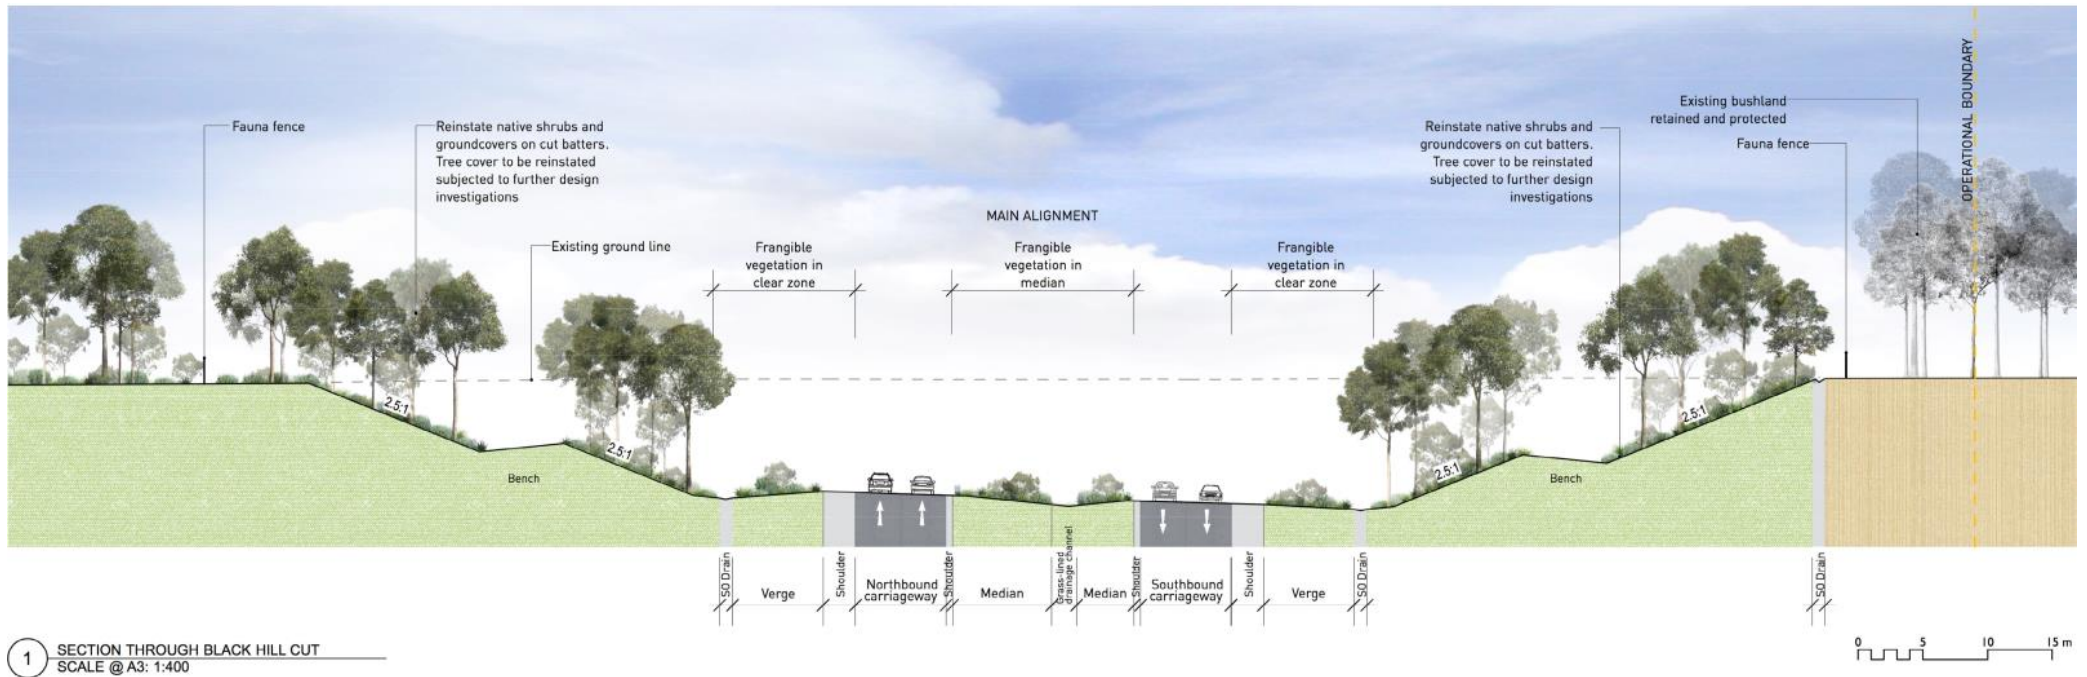 Fauna fence
Reinstate native shrubs and
groundcovers on cut batters.
Tree cover to be reinstated
subjected to further design
investigations
Existing ground line
MAIN ALIGNMENT
Frangible
vegetation in
clear zone
Frangible
vegetation in
median
Frangible
vegetation in
clear zone
Reinstate native shrubs and
groundcovers on cut batters.
Tree cover to be reinstated
subjected to further design
investigations
Existing bushland
retained and protected
Fauna fence
OPERATIONAL BOUNDARY
2.5:1
2.5:1
2.5:1
2.5:1
Bench
Bench
SO Drain
Verge
Shoulder
Northbound
carriageway
Shoulder
Median
Grass-lined
drainage channel
Median
Shoulder
Southbound
carriageway
Shoulder
Verge
SO Drain
SO Drain
1
SECTION THROUGH BLACK HILL CUT
SCALE @ A3: 1:400
0 5 10 15 m